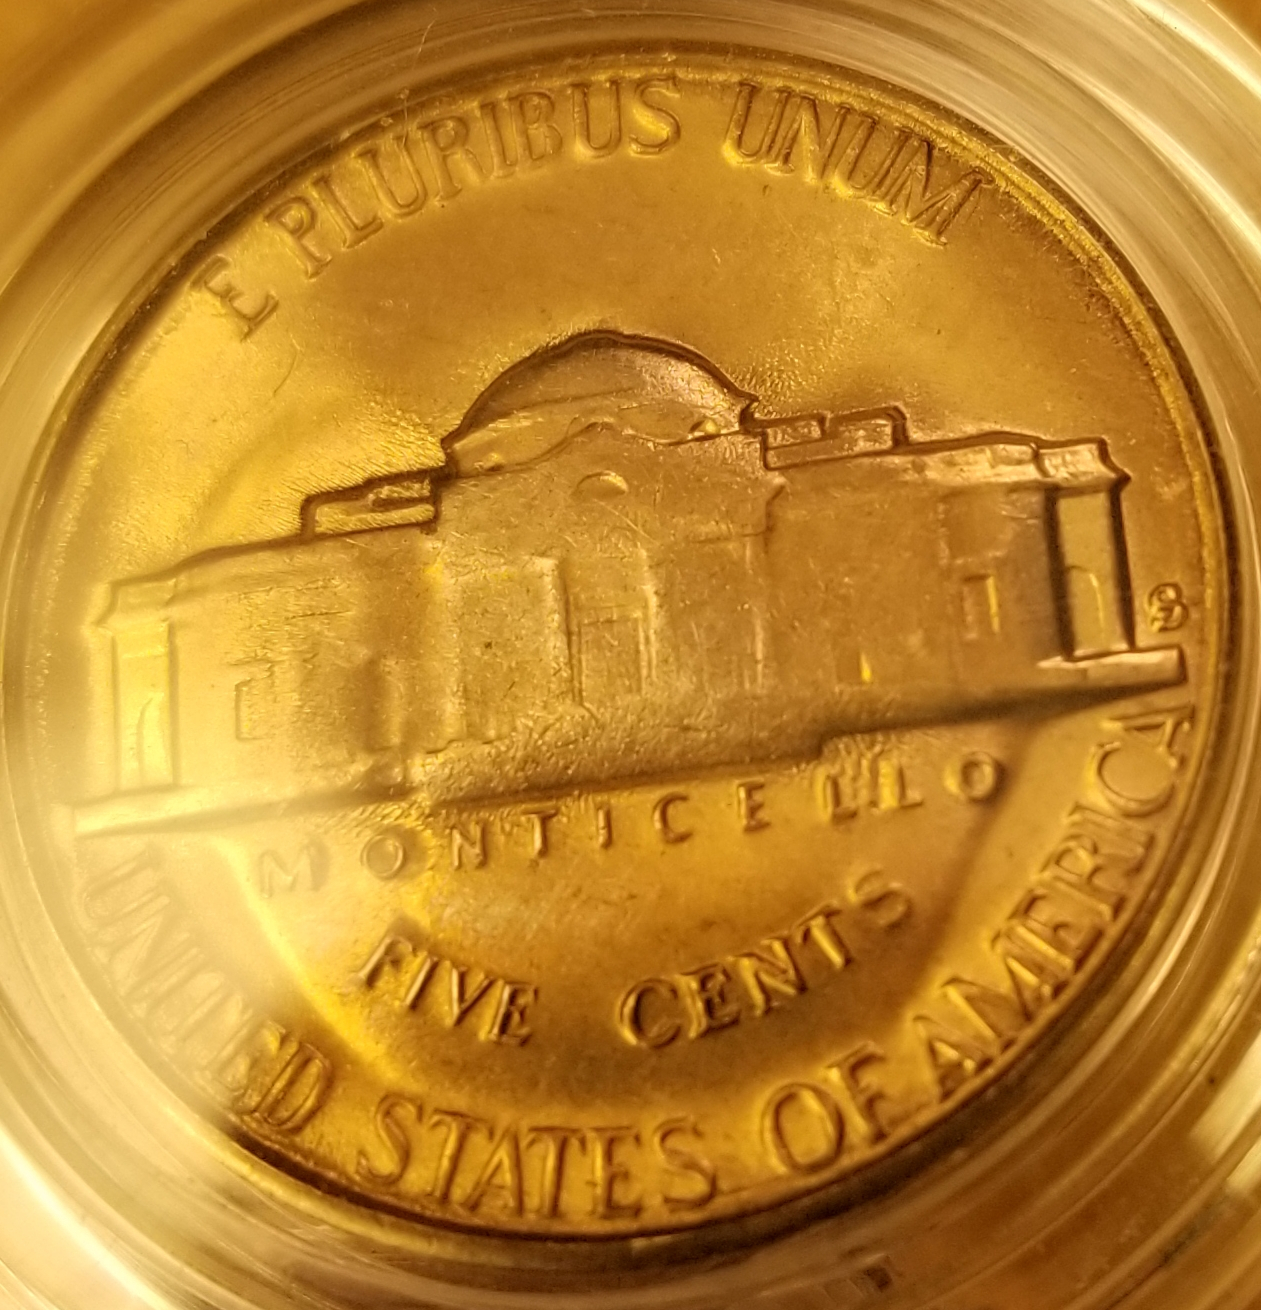 E PLURIBUS UNUM
S
MONTICELLO
FIVE CENTS
UNITED STATES OF AMERICA